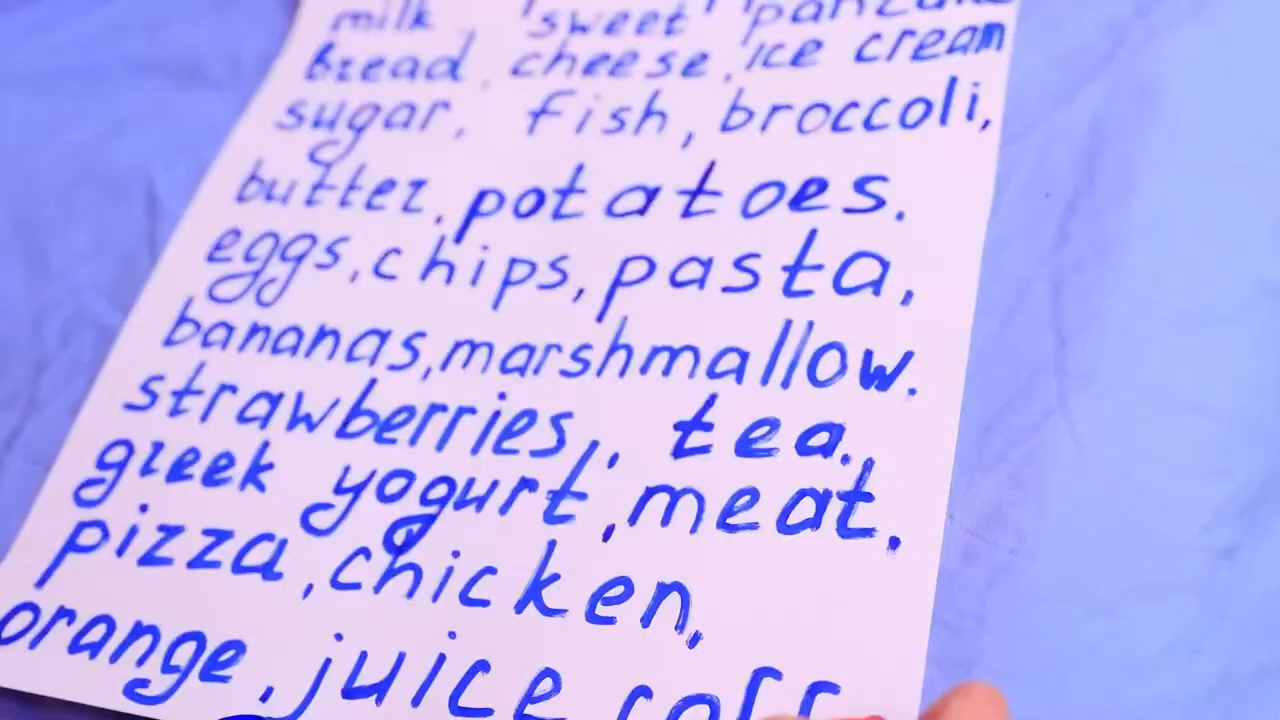 milk, "sweet" "pancake
bread, cheese, ice cream
sugar, fish, broccoli,
butter, potatoes.
eggs, chips, pasta,
bananas, marshmallow.
strawberries,. tea.,
greek yogurt, meat.
pizza, chicken,
orange, juice